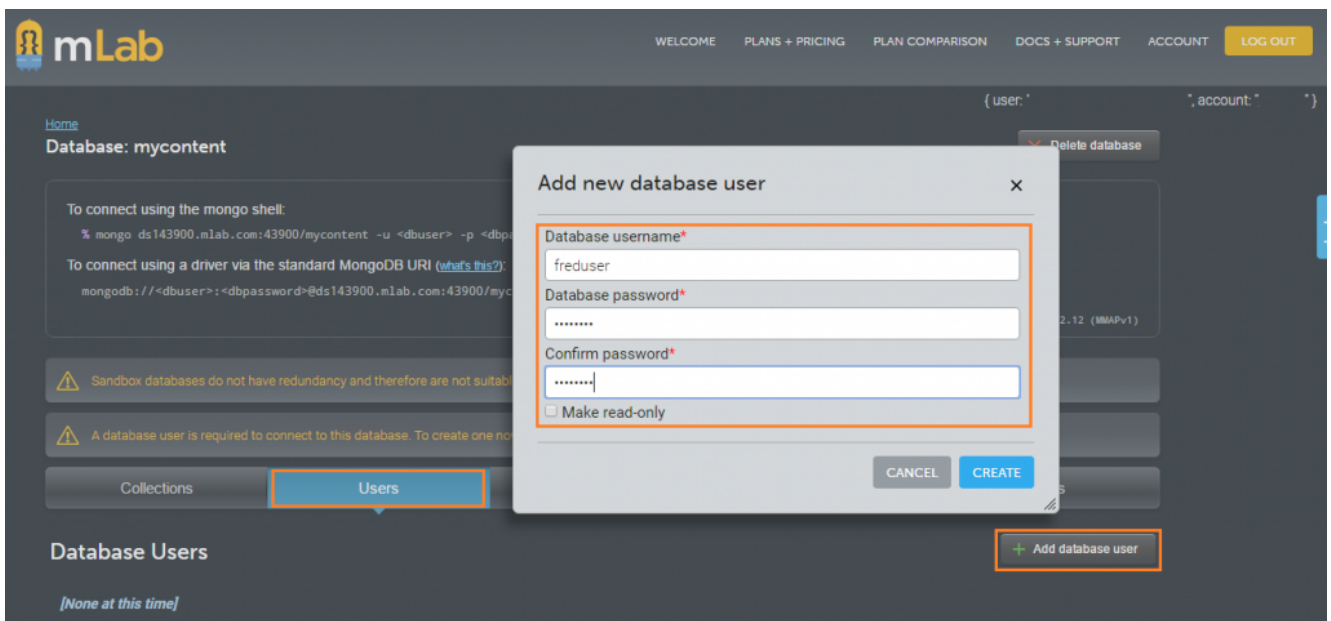 mLab
WELCOME PLANS + PRICING PLAN COMPARISON DOCS + SUPPORT ACCOUNT LOG OUT
{ user: " ", account: " " }
Home
Database: mycontent
Delete database
To connect using the mongo shell:
% mongo ds143900.mlab.com:43900/mycontent -u <dbuser> -p <dbpa
To connect using a driver via the standard MongoDB URI (what's this?):
mongodb://<dbuser>:<dbpassword>@ds143900.mlab.com:43900/myc
2.12 (MMAPv1)
Sandbox databases do not have redundancy and therefore are not suitabl
A database user is required to connect to this database. To create one no
Add new database user
×
Database username*
freduser
Database password*
••••••••
Confirm password*
••••••••
Make read-only
CANCEL CREATE
Collections Users s
Database Users
+ Add database user
[None at this time]